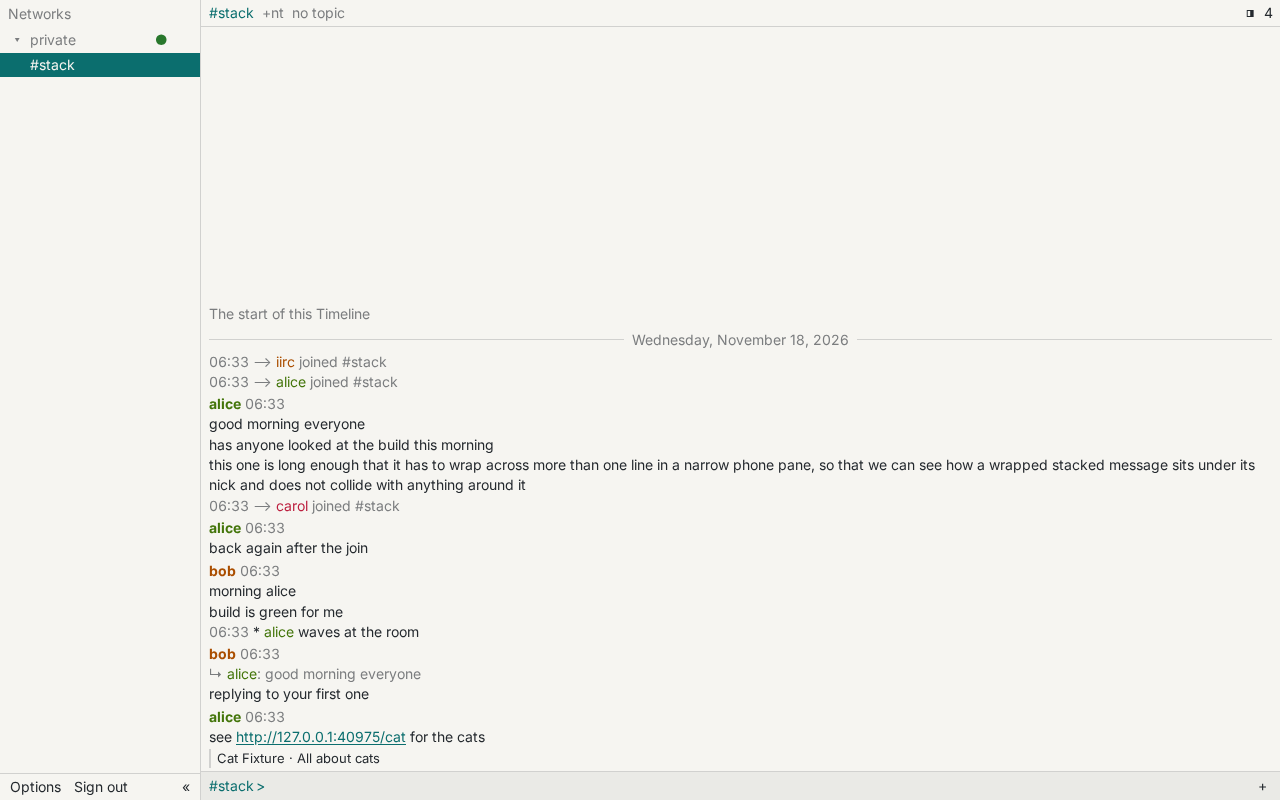 Networks
private
#stack
Options Sign out «
#stack +nt no topic 4
The start of this Timeline
Wednesday, November 18, 2026
06:33 → iirc joined #stack
06:33 → alice joined #stack
alice 06:33
good morning everyone
has anyone looked at the build this morning
this one is long enough that it has to wrap across more than one line in a narrow phone pane, so that we can see how a wrapped stacked message sits under its
nick and does not collide with anything around it
06:33 → carol joined #stack
alice 06:33
back again after the join
bob 06:33
morning alice
build is green for me
06:33 * alice waves at the room
bob 06:33
↳ alice: good morning everyone
replying to your first one
alice 06:33
see http://127.0.0.1:40975/cat for the cats
Cat Fixture · All about cats
#stack > +